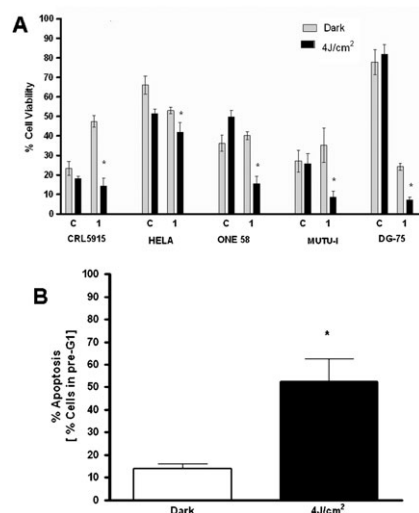 A
Dark
4J/cm²
% Cell Viability
100
90
80
70
60
50
40
30
20
10
0
C 1 C 1 C 1 C 1 C 1
CRL5915 HELA ONE 58 MUTU-I DG-75
* * * * *
B
% Apoptosis
[ % Cells in pre-G1]
100
90
80
70
60
50
40
30
20
10
0
*
Dark 4J/cm²